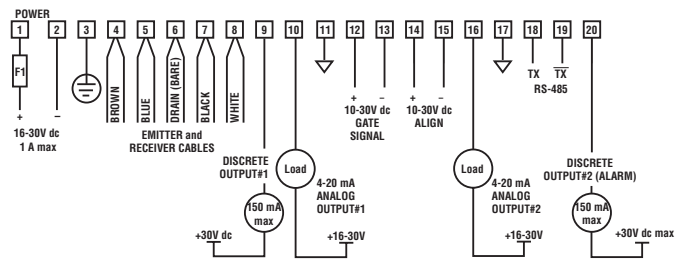 POWER
1 2 3 4 5 6 7 8 9 10 11 12 13 14 15 16 17 18 19 20
F1
+ −
16-30V dc
1 A max
BROWN
BLUE
DRAIN (BARE)
BLACK
WHITE
EMITTER and
RECEIVER CABLES
DISCRETE
OUTPUT#1
150 mA
max
+30V dc
Load
4-20 mA
ANALOG
OUTPUT#1
+16-30V
+ −
10-30V dc
GATE
SIGNAL
+ −
10-30V dc
ALIGN
Load
4-20 mA
ANALOG
OUTPUT#2
+16-30V
TX TX
RS-485
DISCRETE
OUTPUT#2 (ALARM)
150 mA
max
+30V dc max